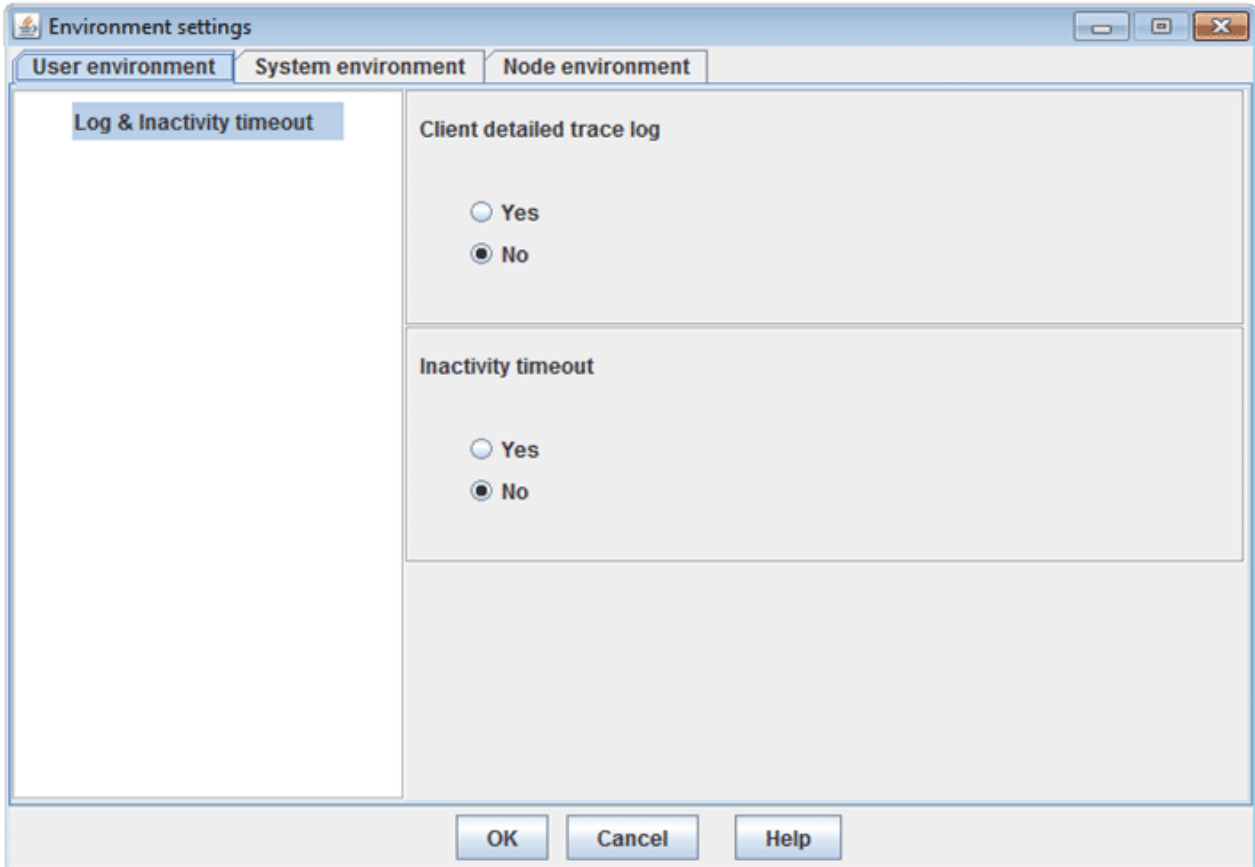 Environment settings
User environment System environment Node environment
Log & Inactivity timeout
Client detailed trace log
Yes
No
Inactivity timeout
Yes
No
OK Cancel Help